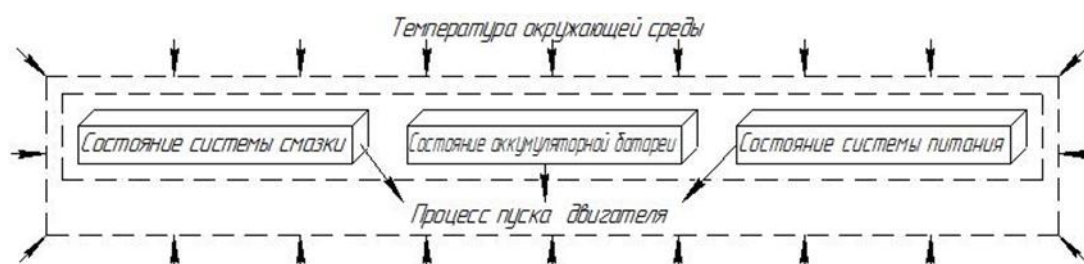 Температура окружающей среды
Состояние системы смазки
Состояние аккумуляторной батареи
Состояние системы питания
Процесс пуска двигателя